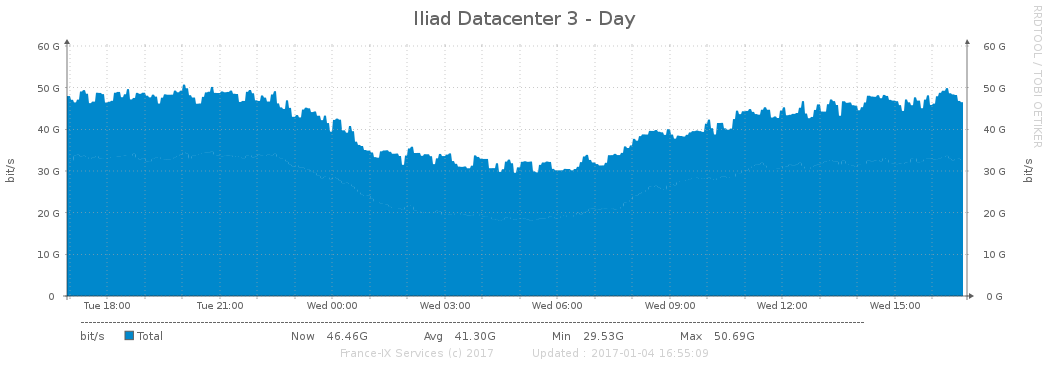 Iliad Datacenter 3 - Day
RRDTOOL / TOBI OETIKER
60 G 60 G
50 G 50 G
40 G 40 G
30 G 30 G
20 G 20 G
10 G 10 G
0 0 G
bit/s bit/s
Tue 18:00 Tue 21:00 Wed 00:00 Wed 03:00 Wed 06:00 Wed 09:00 Wed 12:00 Wed 15:00
bit/s Total Now 46.46G Avg 41.30G Min 29.53G Max 50.69G
France-IX Services (c) 2017 Updated : 2017-01-04 16:55:09